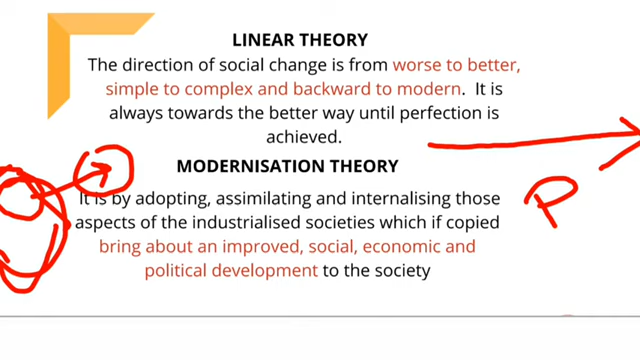 LINEAR THEORY
The direction of social change is from worse to better,
simple to complex and backward to modern. It is
always towards the better way until perfection is
achieved.
MODERNISATION THEORY
It is by adopting, assimilating and internalising those
aspects of the industrialised societies which if copied
bring about an improved, social, economic and
political development to the society
P